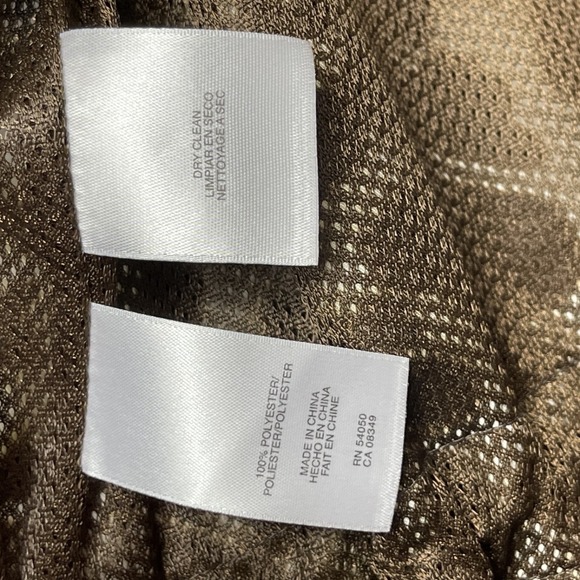 DRY CLEAN
LIMPIAR EN SECO
NETTOYAGE A SEC
100% POLYESTER/
POLIESTER/POLYESTER
MADE IN CHINA
HECHO EN CHINA
FAIT EN CHINE
RN 54050
CA 08349